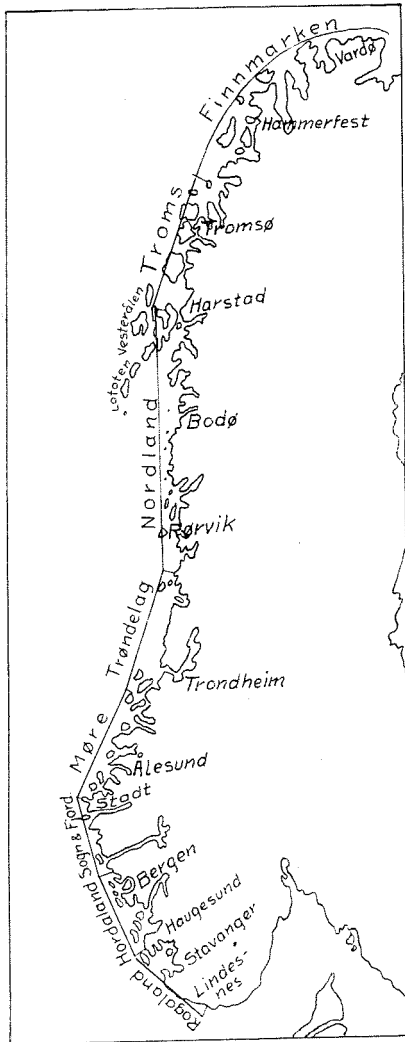 Finnmarken
Vardø
Hammerfest
Troms
Tromsø
Lofoten Vesterålen
Harstad
Nordland
Bodø
Rørvik
Trøndelag
Trondheim
Møre
Ålesund
Stadt
Sogn & Fjord.
Bergen
Hordaland
Haugesund
Stavanger
Lindes-
nes
Rogaland